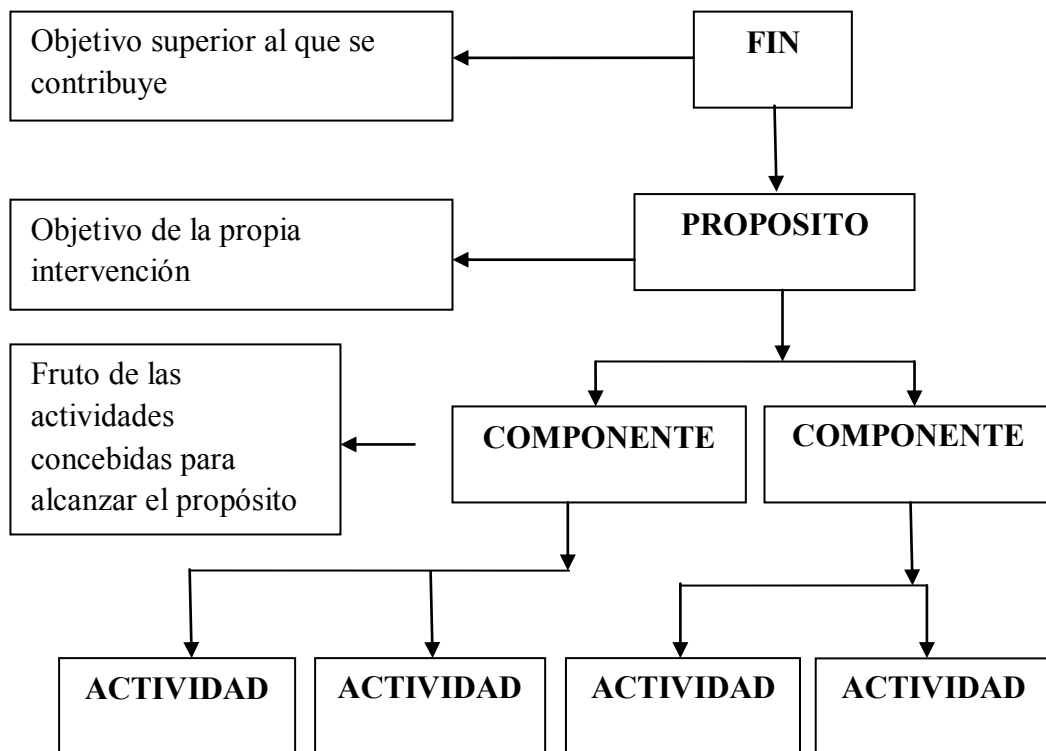 Objetivo superior al que se
contribuye
FIN
Objetivo de la propia
intervención
PROPOSITO
Fruto de las
actividades
concebidas para
alcanzar el propósito
COMPONENTE
COMPONENTE
ACTIVIDAD
ACTIVIDAD
ACTIVIDAD
ACTIVIDAD